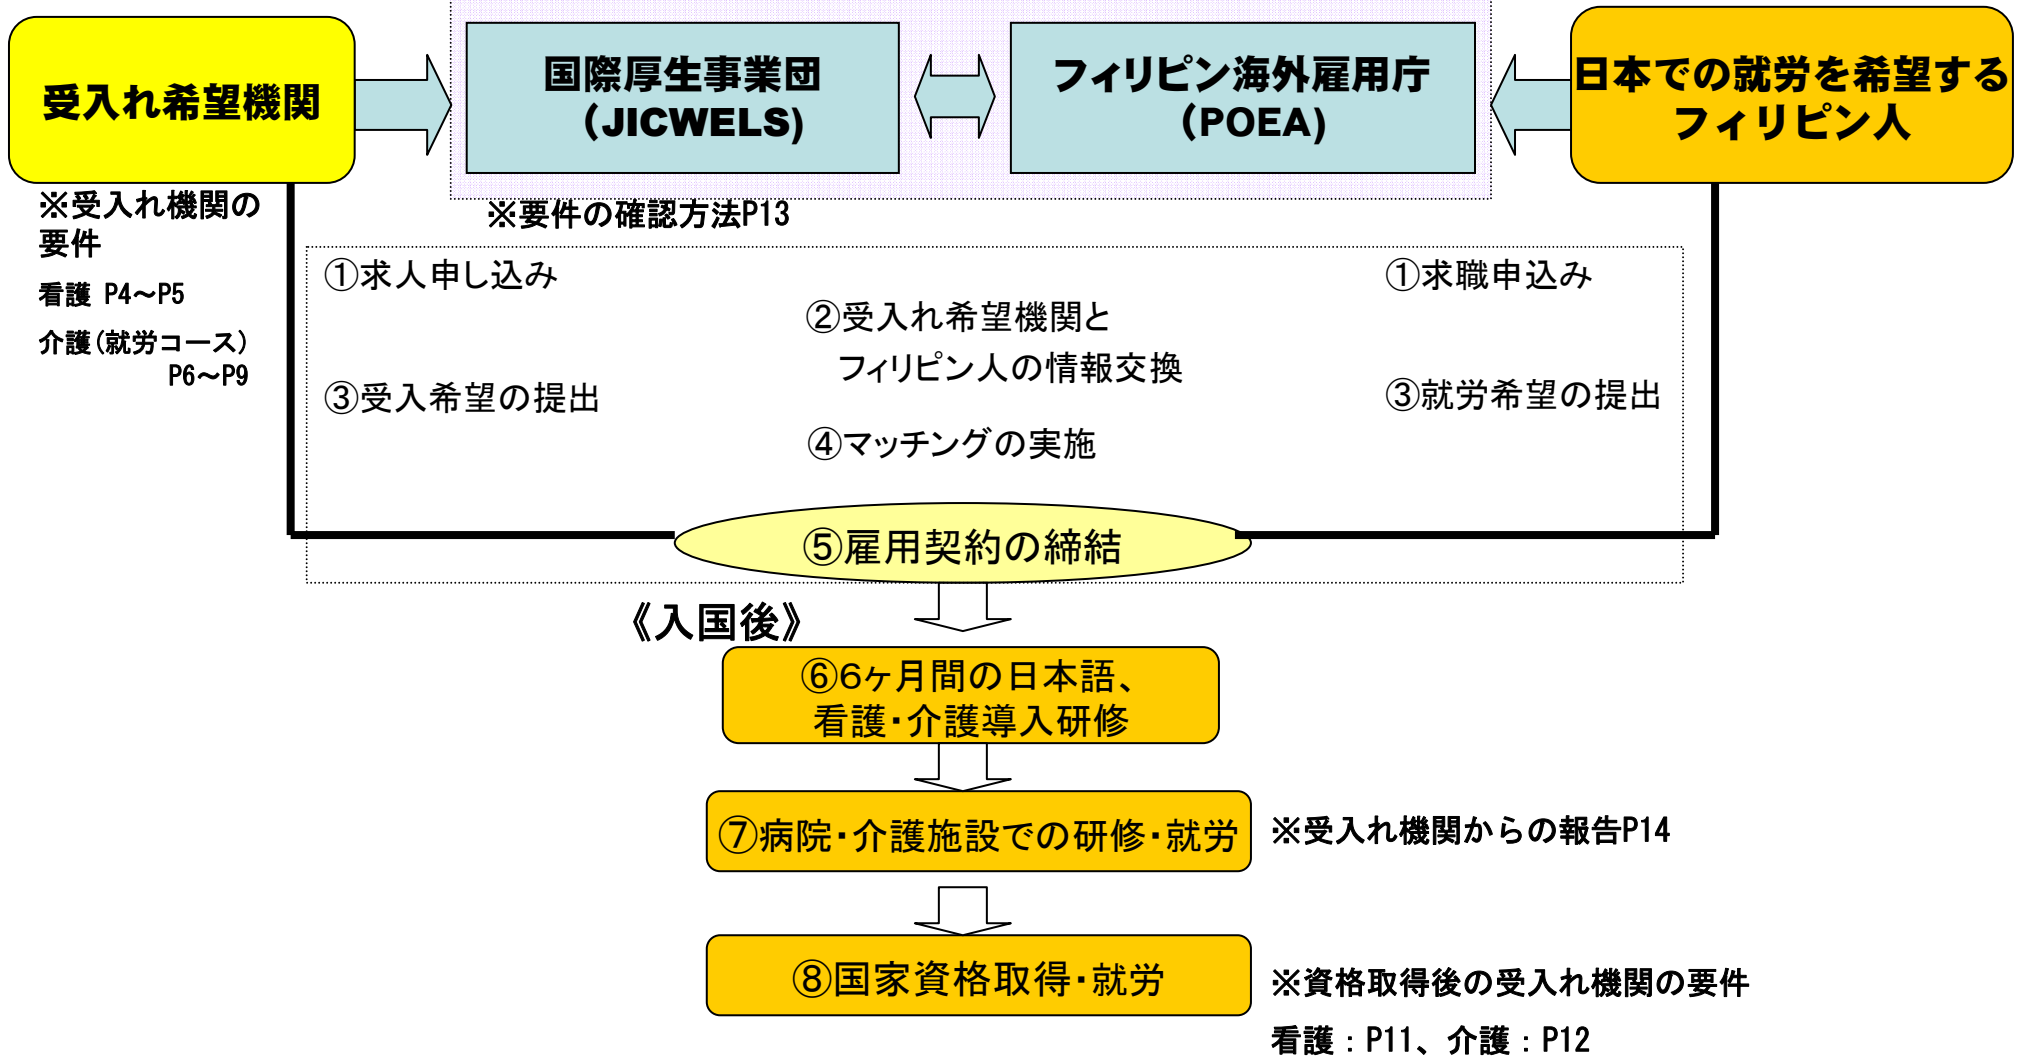 受入れ希望機関
国際厚生事業団
（JICWELS)
フィリピン海外雇用庁
（POEA)
日本での就労を希望する
フィリピン人
※受入れ機関の
要件
看護 P4～P5
介護(就労コース)
P6～P9
※要件の確認方法P13
①求人申し込み
①求職申込み
②受入れ希望機関と
フィリピン人の情報交換
③受入希望の提出
③就労希望の提出
④マッチングの実施
⑤雇用契約の締結
《入国後》
⑥6ヶ月間の日本語、
看護・介護導入研修
⑦病院・介護施設での研修・就労
※受入れ機関からの報告P14
⑧国家資格取得・就労
※資格取得後の受入れ機関の要件
看護：P11、介護：P12